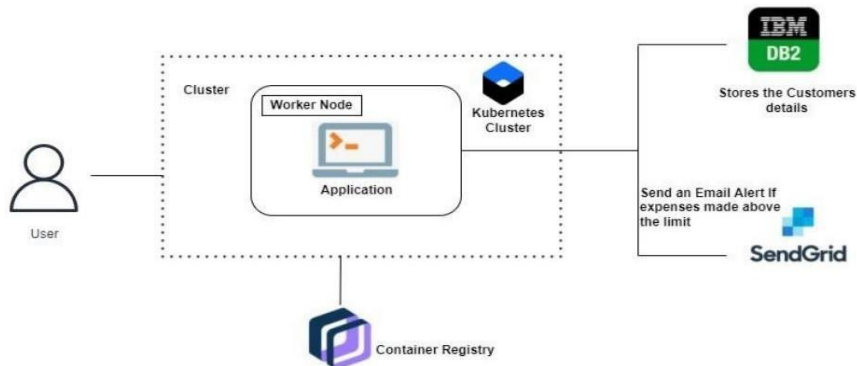 IBM
DB2
Stores the Customers
details
Cluster
Worker Node
Kubernetes
Cluster
Application
User
Send an Email Alert If
expenses made above
the limit
SendGrid
Container Registry